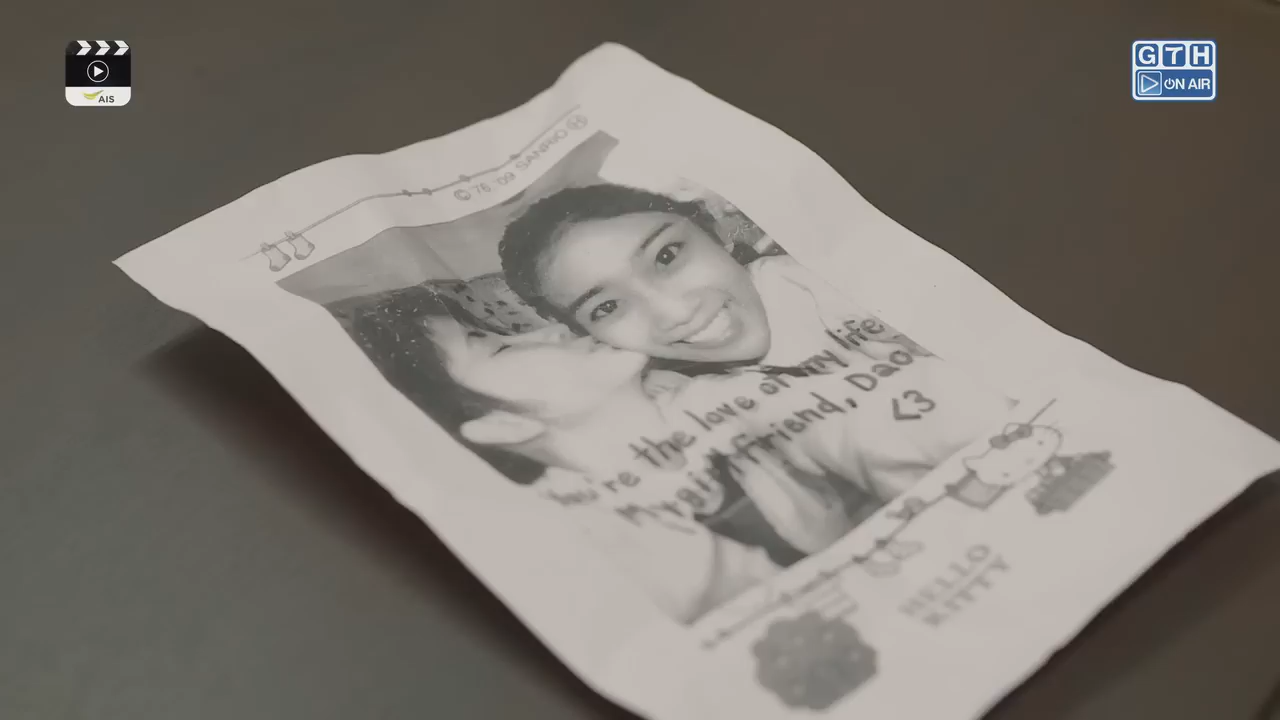 AIS
GTH
ON AIR
© 76, 09 SANRIO
You're the love of my life
My girlfriend, Dao!
<3
HELLO
KITTY